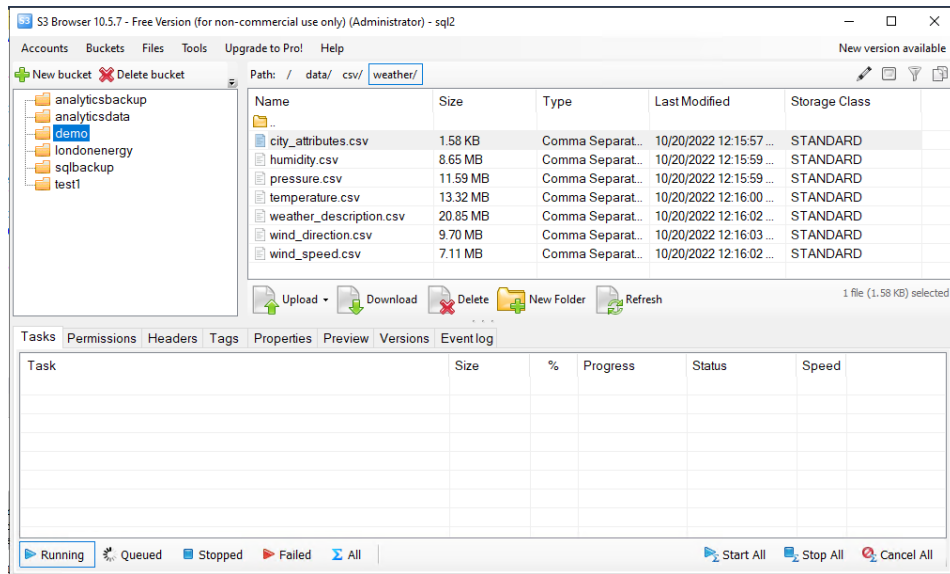 S3 Browser 10.5.7 - Free Version (for non-commercial use only) (Administrator) - sql2
Accounts Buckets Files Tools Upgrade to Pro! Help New version available
New bucket Delete bucket
Path: / data/ csv/ weather/
analyticsbackup
analyticsdata
demo
londonenergy
sqlbackup
test1
Name Size Type Last Modified Storage Class
..
city_attributes.csv 1.58 KB Comma Separat... 10/20/2022 12:15:57 ... STANDARD
humidity.csv 8.65 MB Comma Separat... 10/20/2022 12:15:59 ... STANDARD
pressure.csv 11.59 MB Comma Separat... 10/20/2022 12:15:59 ... STANDARD
temperature.csv 13.32 MB Comma Separat... 10/20/2022 12:16:00 ... STANDARD
weather_description.csv 20.85 MB Comma Separat... 10/20/2022 12:16:02 ... STANDARD
wind_direction.csv 9.70 MB Comma Separat... 10/20/2022 12:16:03 ... STANDARD
wind_speed.csv 7.11 MB Comma Separat... 10/20/2022 12:16:02 ... STANDARD
Upload Download Delete New Folder Refresh 1 file (1.58 KB) selected
Tasks Permissions Headers Tags Properties Preview Versions Eventlog
Task Size % Progress Status Speed
Running Queued Stopped Failed All Start All Stop All Cancel All